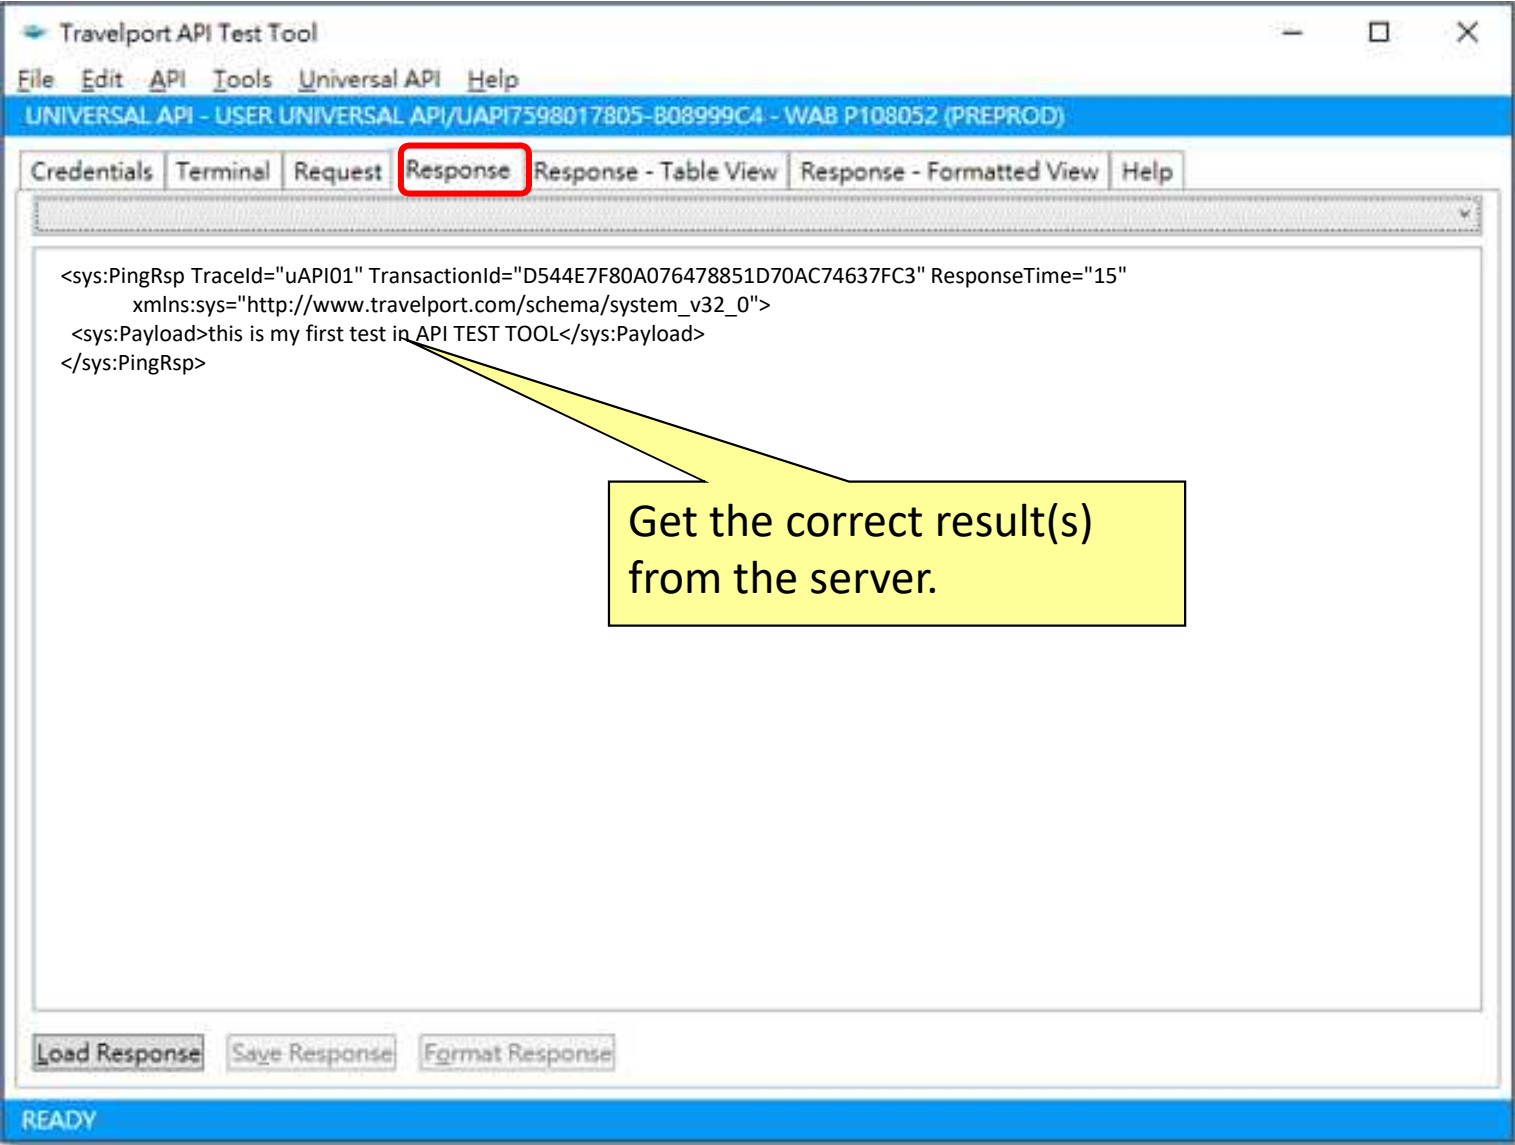 Travelport API Test Tool
File Edit API Tools Universal API Help
UNIVERSAL API - USER UNIVERSAL API/UAPI7598017805-B08999C4 - WAB P108052 (PREPROD)
Credentials Terminal Request Response Response - Table View Response - Formatted View Help
<sys:PingRsp TraceId="uAPI01" TransactionId="D544E7F80A076478851D70AC74637FC3" ResponseTime="15"
xmlns:sys="http://www.travelport.com/schema/system_v32_0">
<sys:Payload>this is my first test in API TEST TOOL</sys:Payload>
</sys:PingRsp>
Get the correct result(s)
from the server.
Load Response Save Response Format Response
READY